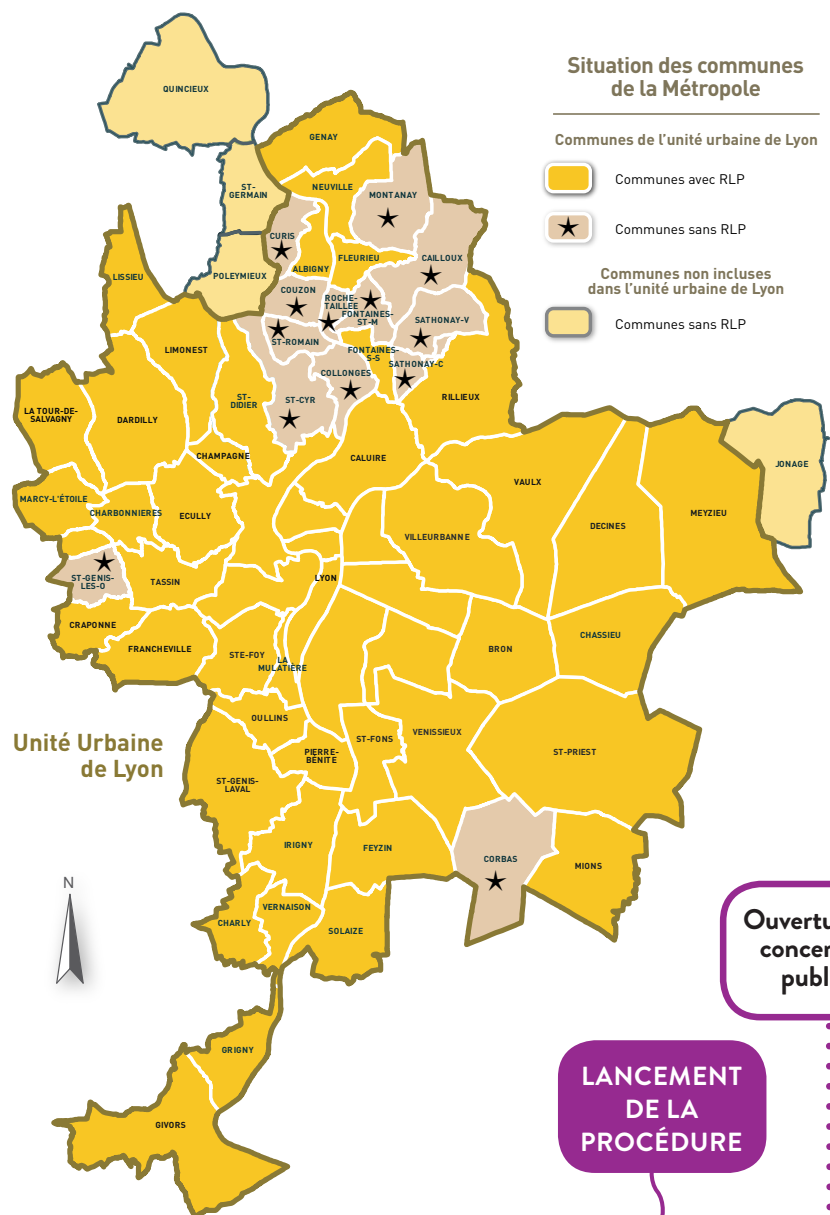 Situation des communes
de la Métropole
Communes de l'unité urbaine de Lyon
Communes avec RLP
Communes sans RLP
Communes non incluses
dans l'unité urbaine de Lyon
Communes sans RLP
QUINCIEUX
GENAY
ST-
GERMAIN
NEUVILLE
MONTANAY
CURIS
FLEURIEU
CAILLOUX
ALBIGNY
POLEYMIEUX
LISSIEU
COUZON
ROCHE-
TAILLEE
FONTAINES-
ST-M
SATHONAY-V
ST-ROMAIN
LIMONEST
FONTAINES-
S-S
SATHONAY-C
COLLONGES
RILLIEUX
ST-
DIDIER
ST-CYR
LA TOUR-DE-
SALVAGNY
DARDILLY
CHAMPAGNE
CALUIRE
JONAGE
VAULX
MEYZIEU
MARCY-L'ÉTOILE
CHARBONNIERES
ECULLY
DECINES
VILLEURBANNE
ST-GENIS-
LES-O
TASSIN
LYON
CRAPONNE
FRANCHEVILLE
STE-FOY
LA
MULATIÈRE
BRON
CHASSIEU
OULLINS
Unité Urbaine
de Lyon
PIERRE-
BÉNITE
ST-FONS
VENISSIEUX
ST-PRIEST
ST-GENIS-
LAVAL
IRIGNY
FEYZIN
CORBAS
MIONS
N
CHARLY
VERNAISON
SOLAIZE
Ouvertu
concer
publ
GRIGNY
GIVORS
LANCEMENT
DE LA
PROCÉDURE